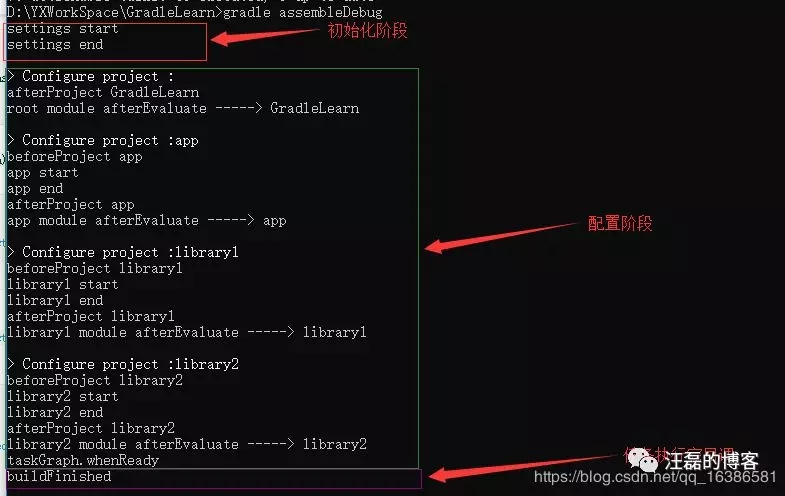 D:\YXWorkSpace\GradleLearn>gradle assembleDebug
settings start
settings end
初始化阶段
> Configure project :
afterProject GradleLearn
root module afterEvaluate -----> GradleLearn
> Configure project :app
beforeProject app
app start
app end
afterProject app
app module afterEvaluate -----> app
配置阶段
> Configure project :library1
beforeProject library1
library1 start
library1 end
afterProject library1
library1 module afterEvaluate -----> library1
> Configure project :library2
beforeProject library2
library2 start
library2 end
afterProject library2
library2 module afterEvaluate -----> library2
taskGraph.whenReady
buildFinished
汪磊的博客
https://blog.csdn.net/qq_16386581